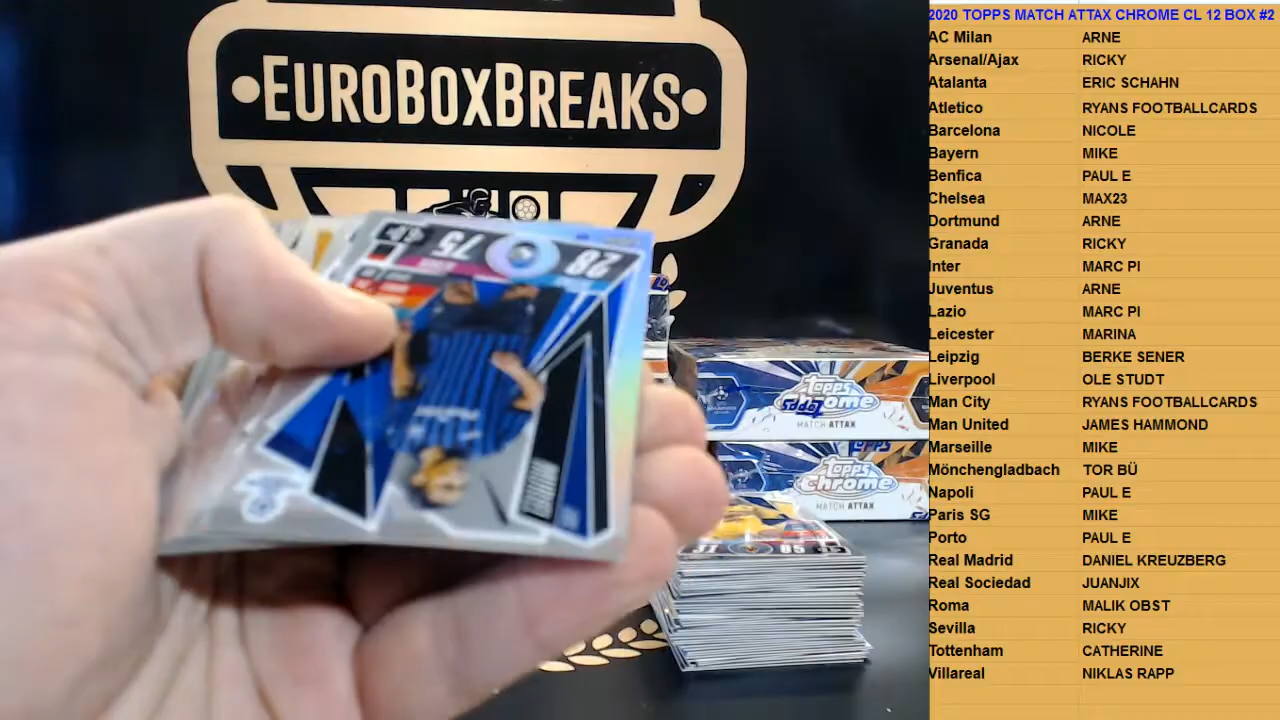 EUROBOXBREAKS
28
75
topps
chrome
MATCH ATTAX
topps
chrome
MATCH ATTAX
31
85
2020 TOPPS MATCH ATTAX CHROME CL 12 BOX #2
AC Milan ARNE
Arsenal/Ajax RICKY
Atalanta ERIC SCHAHN
Atletico RYANS FOOTBALLCARDS
Barcelona NICOLE
Bayern MIKE
Benfica PAUL E
Chelsea MAX23
Dortmund ARNE
Granada RICKY
Inter MARC PI
Juventus ARNE
Lazio MARC PI
Leicester MARINA
Leipzig BERKE SENER
Liverpool OLE STUDT
Man City RYANS FOOTBALLCARDS
Man United JAMES HAMMOND
Marseille MIKE
Mönchengladbach TOR BÜ
Napoli PAUL E
Paris SG MIKE
Porto PAUL E
Real Madrid DANIEL KREUZBERG
Real Sociedad JUANJIX
Roma MALIK OBST
Sevilla RICKY
Tottenham CATHERINE
Villareal NIKLAS RAPP